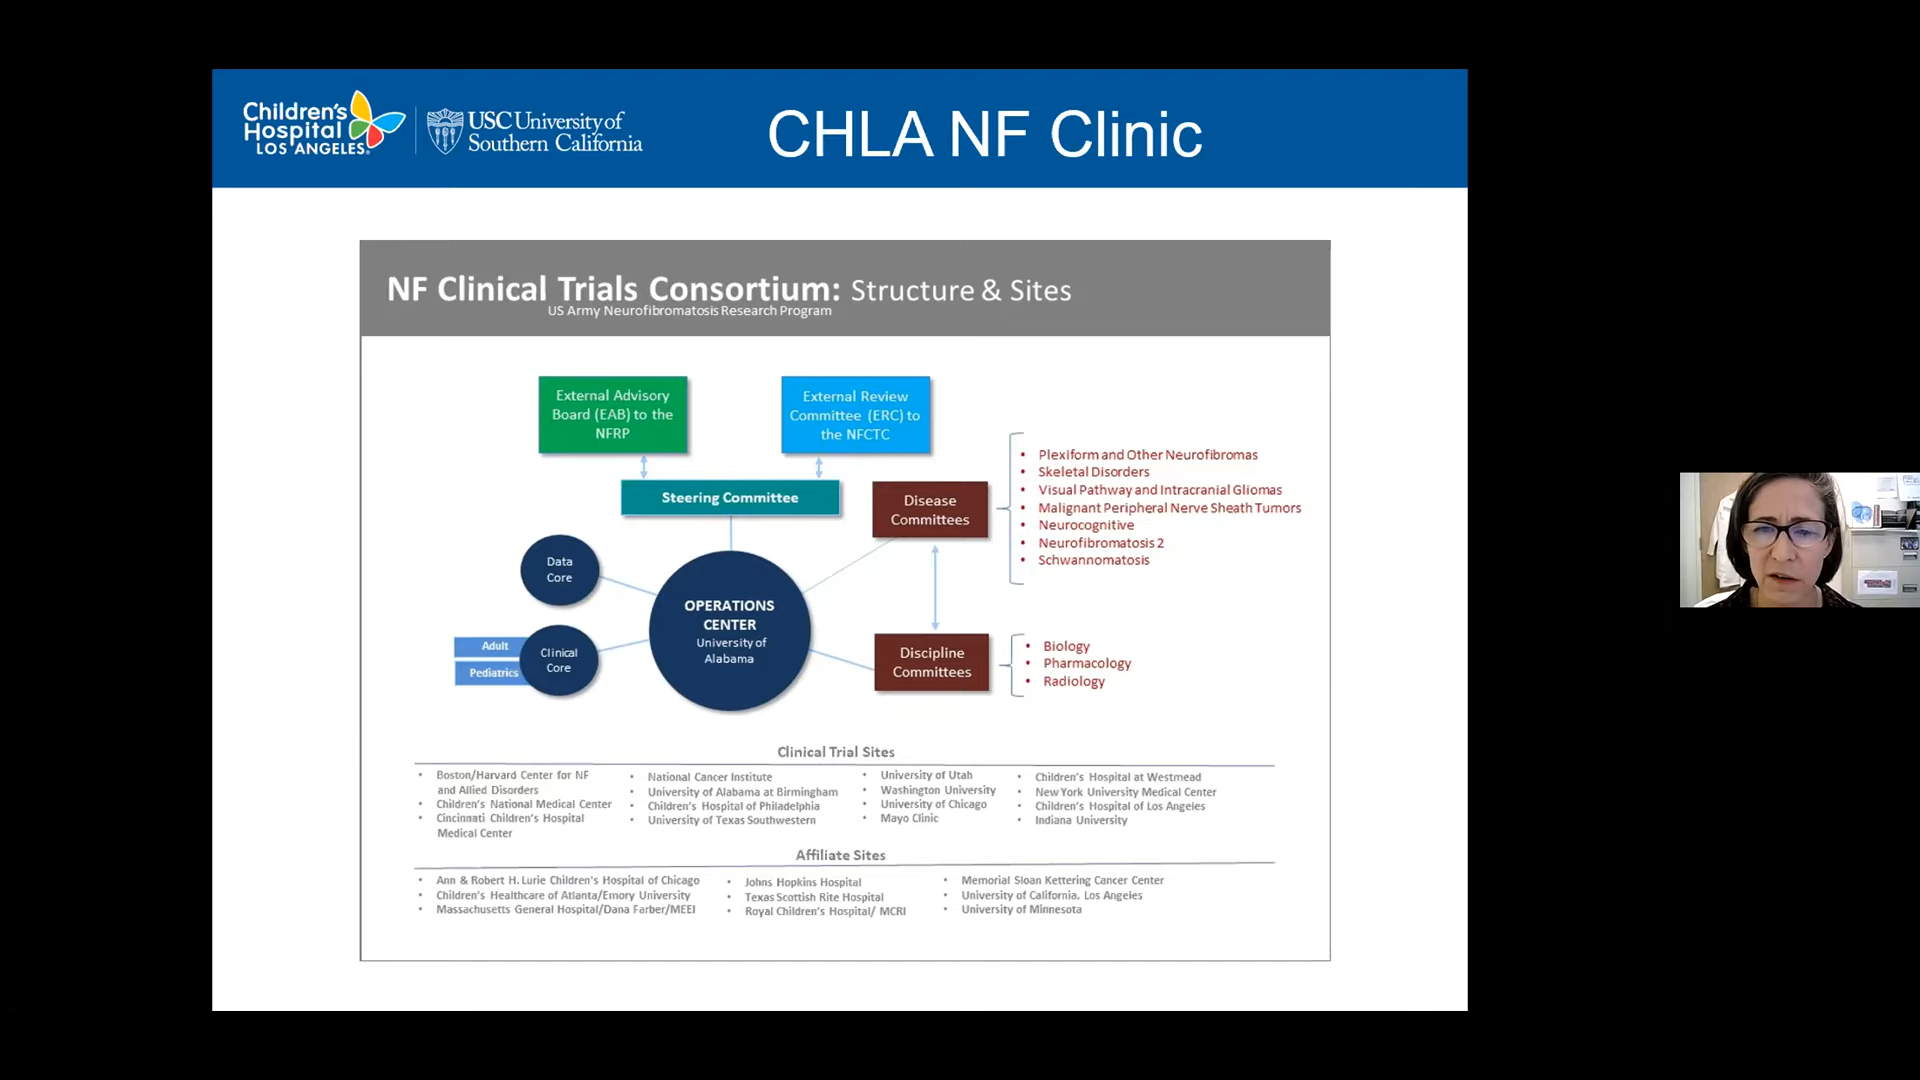 Children's
Hospital
LOS ANGELES®
USC University of
Southern California
CHLA NF Clinic
NF Clinical Trials Consortium: Structure & Sites
US Army Neurofibromatosis Research Program
External Advisory
Board (EAB) to the
NFRP
External Review
Committee (ERC) to
the NFCTC
Steering Committee
Disease
Committees
• Plexiform and Other Neurofibromas
• Skeletal Disorders
• Visual Pathway and Intracranial Gliomas
• Malignant Peripheral Nerve Sheath Tumors
• Neurocognitive
• Neurofibromatosis 2
• Schwannomatosis
Data
Core
OPERATIONS
CENTER
University of
Alabama
Adult
Pediatrics
Clinical
Core
Discipline
Committees
• Biology
• Pharmacology
• Radiology
Clinical Trial Sites
• Boston/Harvard Center for NF
and Allied Disorders
• Children's National Medical Center
• Cincinnati Children's Hospital
Medical Center
• National Cancer Institute
• University of Alabama at Birmingham
• Children's Hospital of Philadelphia
• University of Texas Southwestern
• University of Utah
• Washington University
• University of Chicago
• Mayo Clinic
• Children's Hospital at Westmead
• New York University Medical Center
• Children's Hospital of Los Angeles
• Indiana University
Affiliate Sites
• Ann & Robert H. Lurie Children's Hospital of Chicago
• Children's Healthcare of Atlanta/Emory University
• Massachusetts General Hospital/Dana Farber/MEEI
• Johns Hopkins Hospital
• Texas Scottish Rite Hospital
• Royal Children's Hospital/ MCRI
• Memorial Sloan Kettering Cancer Center
• University of California, Los Angeles
• University of Minnesota